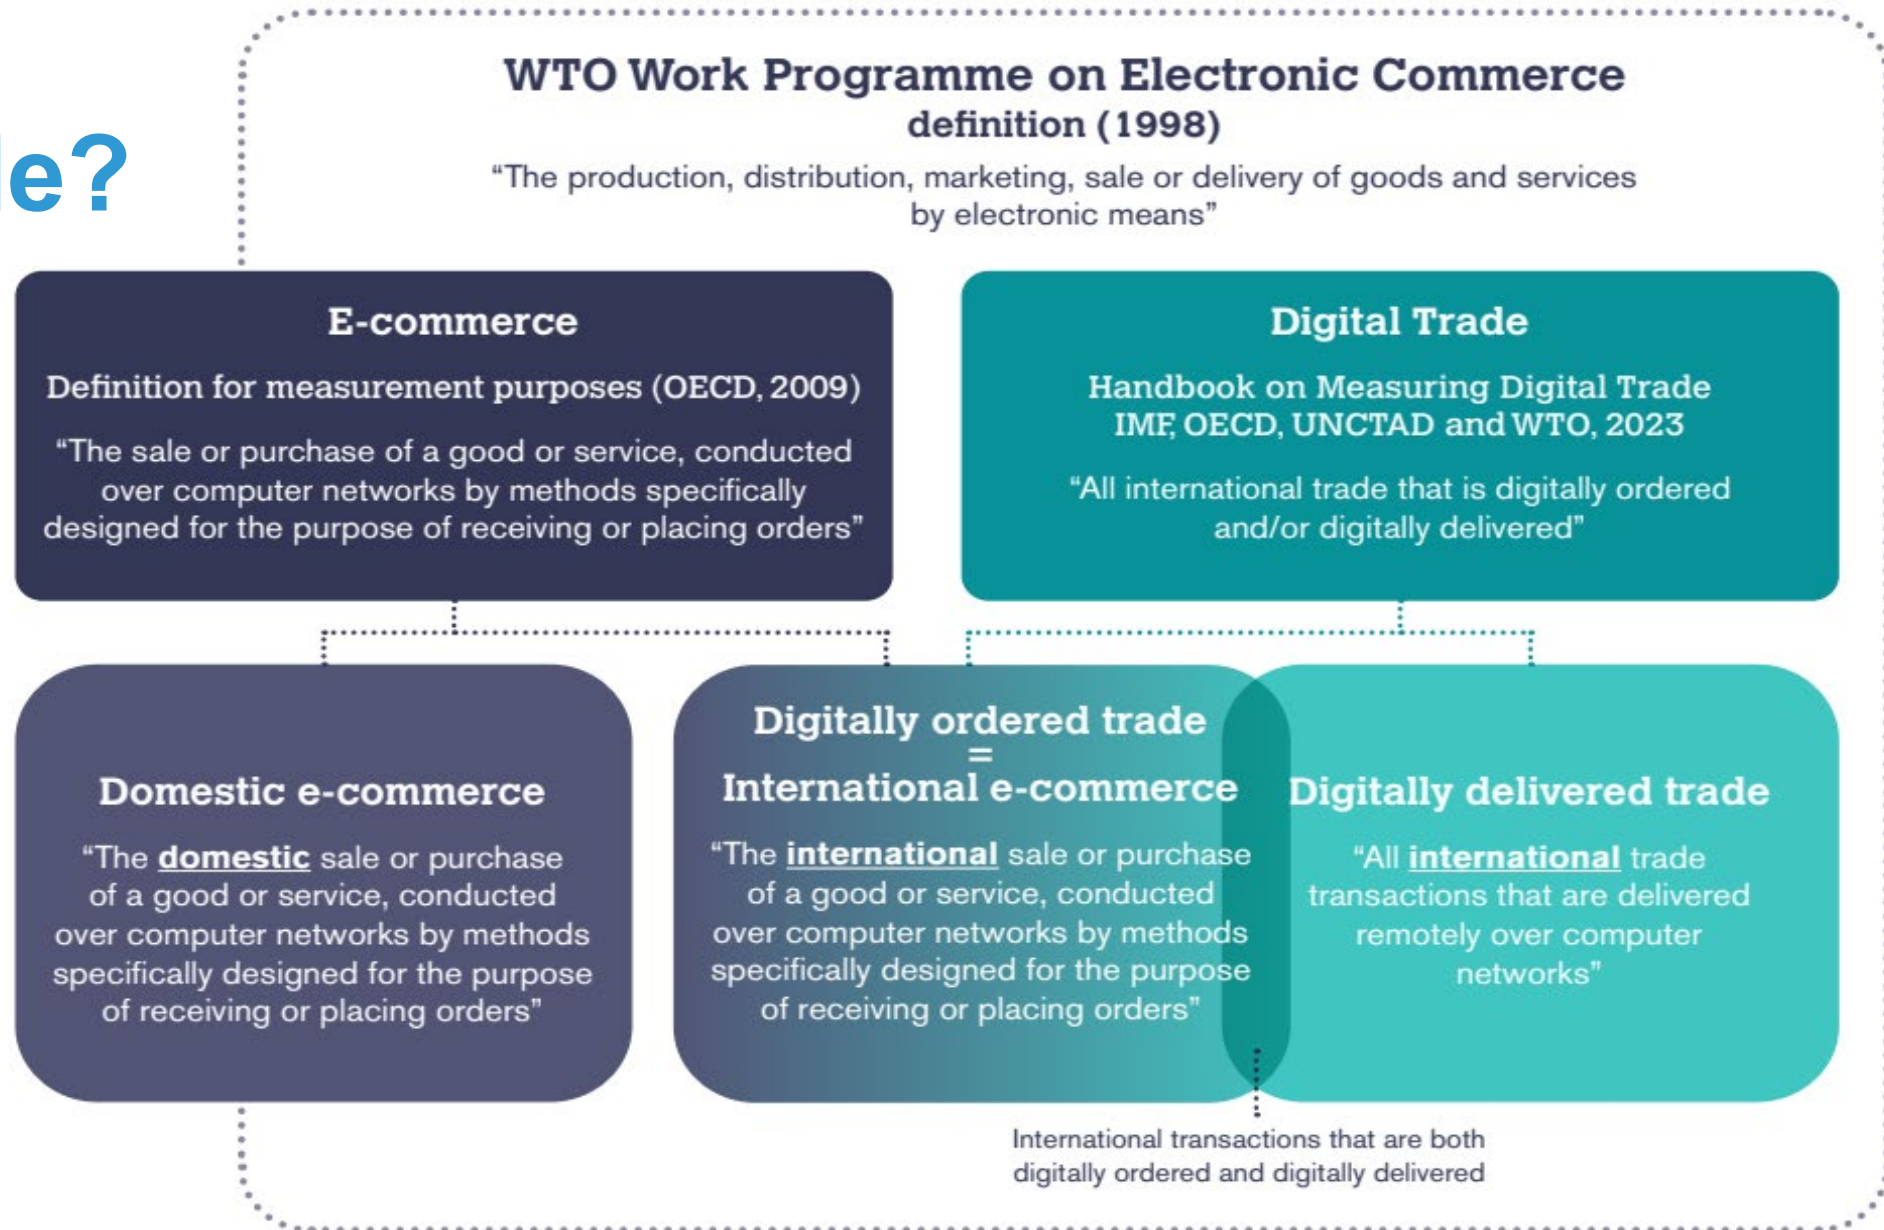 le?
WTO Work Programme on Electronic Commerce
definition (1998)
“The production, distribution, marketing, sale or delivery of goods and services
by electronic means”
E-commerce
Definition for measurement purposes (OECD, 2009)
“The sale or purchase of a good or service, conducted
over computer networks by methods specifically
designed for the purpose of receiving or placing orders”
Digital Trade
Handbook on Measuring Digital Trade
IMF, OECD, UNCTAD and WTO, 2023
“All international trade that is digitally ordered
and/or digitally delivered”
Domestic e-commerce
“The domestic sale or purchase
of a good or service, conducted
over computer networks by methods
specifically designed for the purpose
of receiving or placing orders”
Digitally ordered trade
=
International e-commerce
“The international sale or purchase
of a good or service, conducted
over computer networks by methods
specifically designed for the purpose
of receiving or placing orders”
Digitally delivered trade
“All international trade
transactions that are delivered
remotely over computer
networks”
International transactions that are both
digitally ordered and digitally delivered